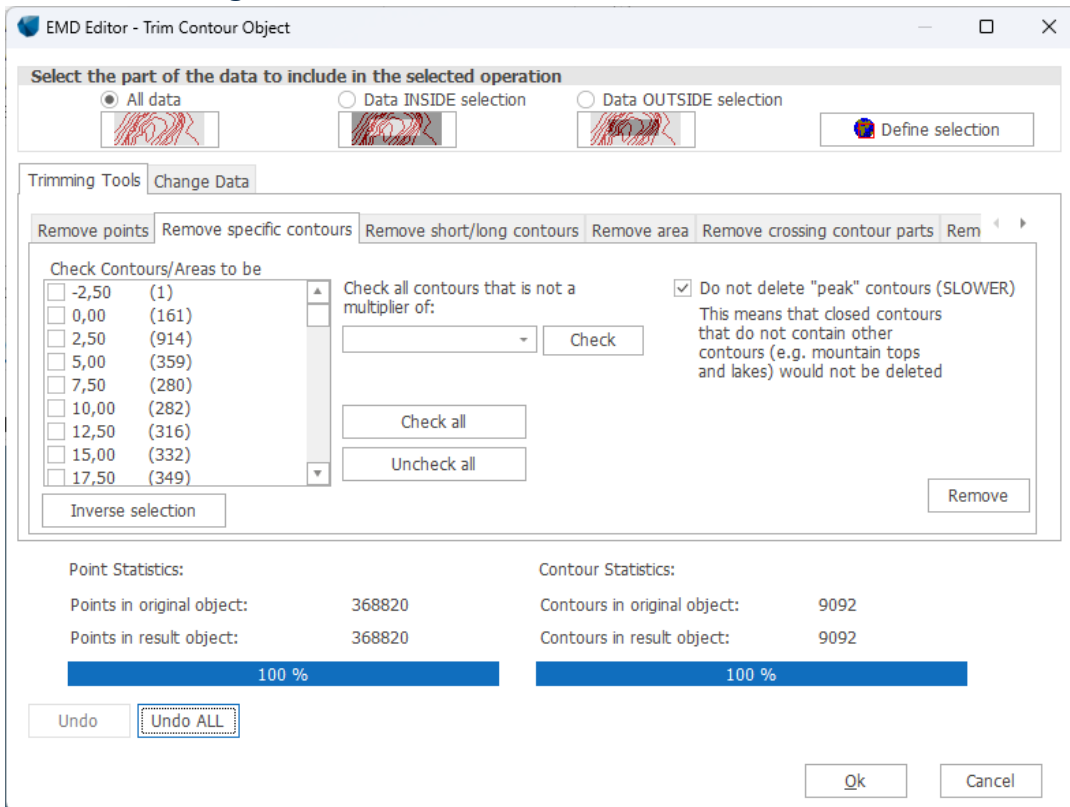 EMD Editor - Trim Contour Object
Select the part of the data to include in the selected operation
All data
Data INSIDE selection
Data OUTSIDE selection
Define selection
Trimming Tools
Change Data
Remove points
Remove specific contours
Remove short/long contours
Remove area
Remove crossing contour parts
Rem
Check Contours/Areas to be
-2,50 (1)
0,00 (161)
2,50 (914)
5,00 (359)
7,50 (280)
10,00 (282)
12,50 (316)
15,00 (332)
17,50 (349)
Inverse selection
Check all contours that is not a
multiplier of:
Check
Check all
Uncheck all
Do not delete "peak" contours (SLOWER)
This means that closed contours
that do not contain other
contours (e.g. mountain tops
and lakes) would not be deleted
Remove
Point Statistics:
Points in original object: 368820
Points in result object: 368820
100 %
Contour Statistics:
Contours in original object: 9092
Contours in result object: 9092
100 %
Undo
Undo ALL
Ok
Cancel